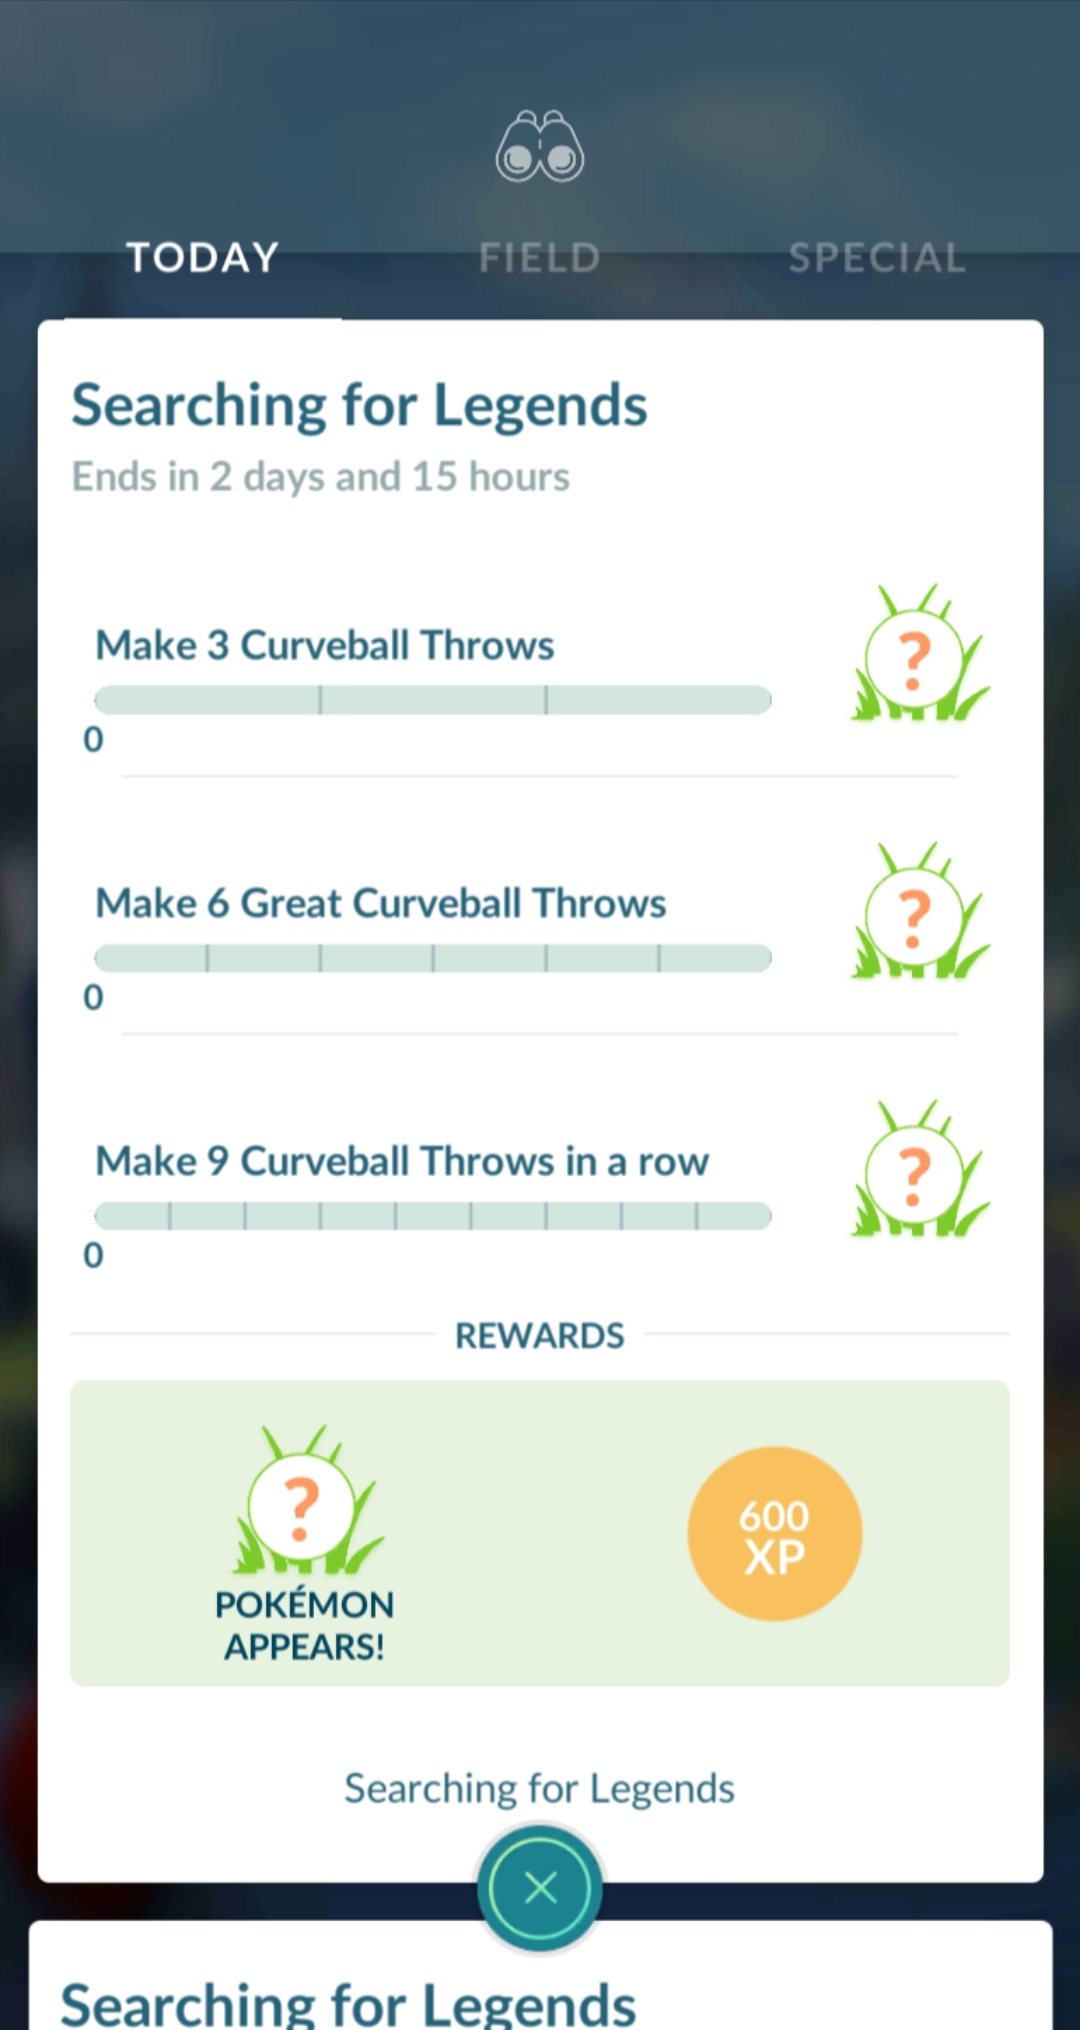 TODAY FIELD SPECIAL
Searching for Legends
Ends in 2 days and 15 hours
Make 3 Curveball Throws
0
?
Make 6 Great Curveball Throws
0
?
Make 9 Curveball Throws in a row
0
?
REWARDS
?
POKÉMON
APPEARS!
600
XP
Searching for Legends
Searching for Legends